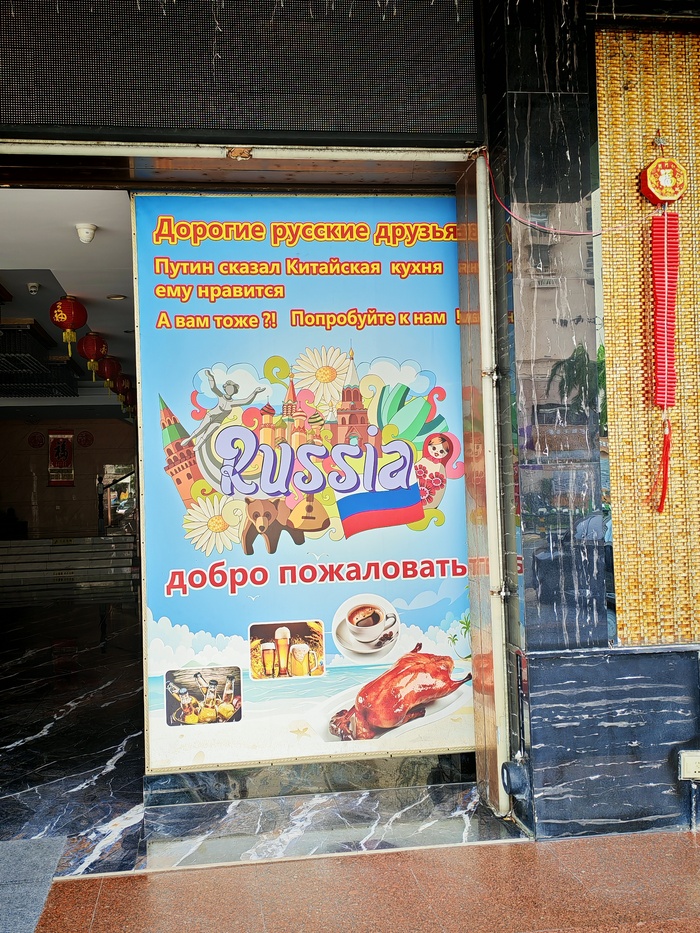 Дорогие русские друзья
Путин сказал Китайская кухня
ему нравится
А вам тоже ?! Попробуйте к нам !
Russia
добро пожаловать